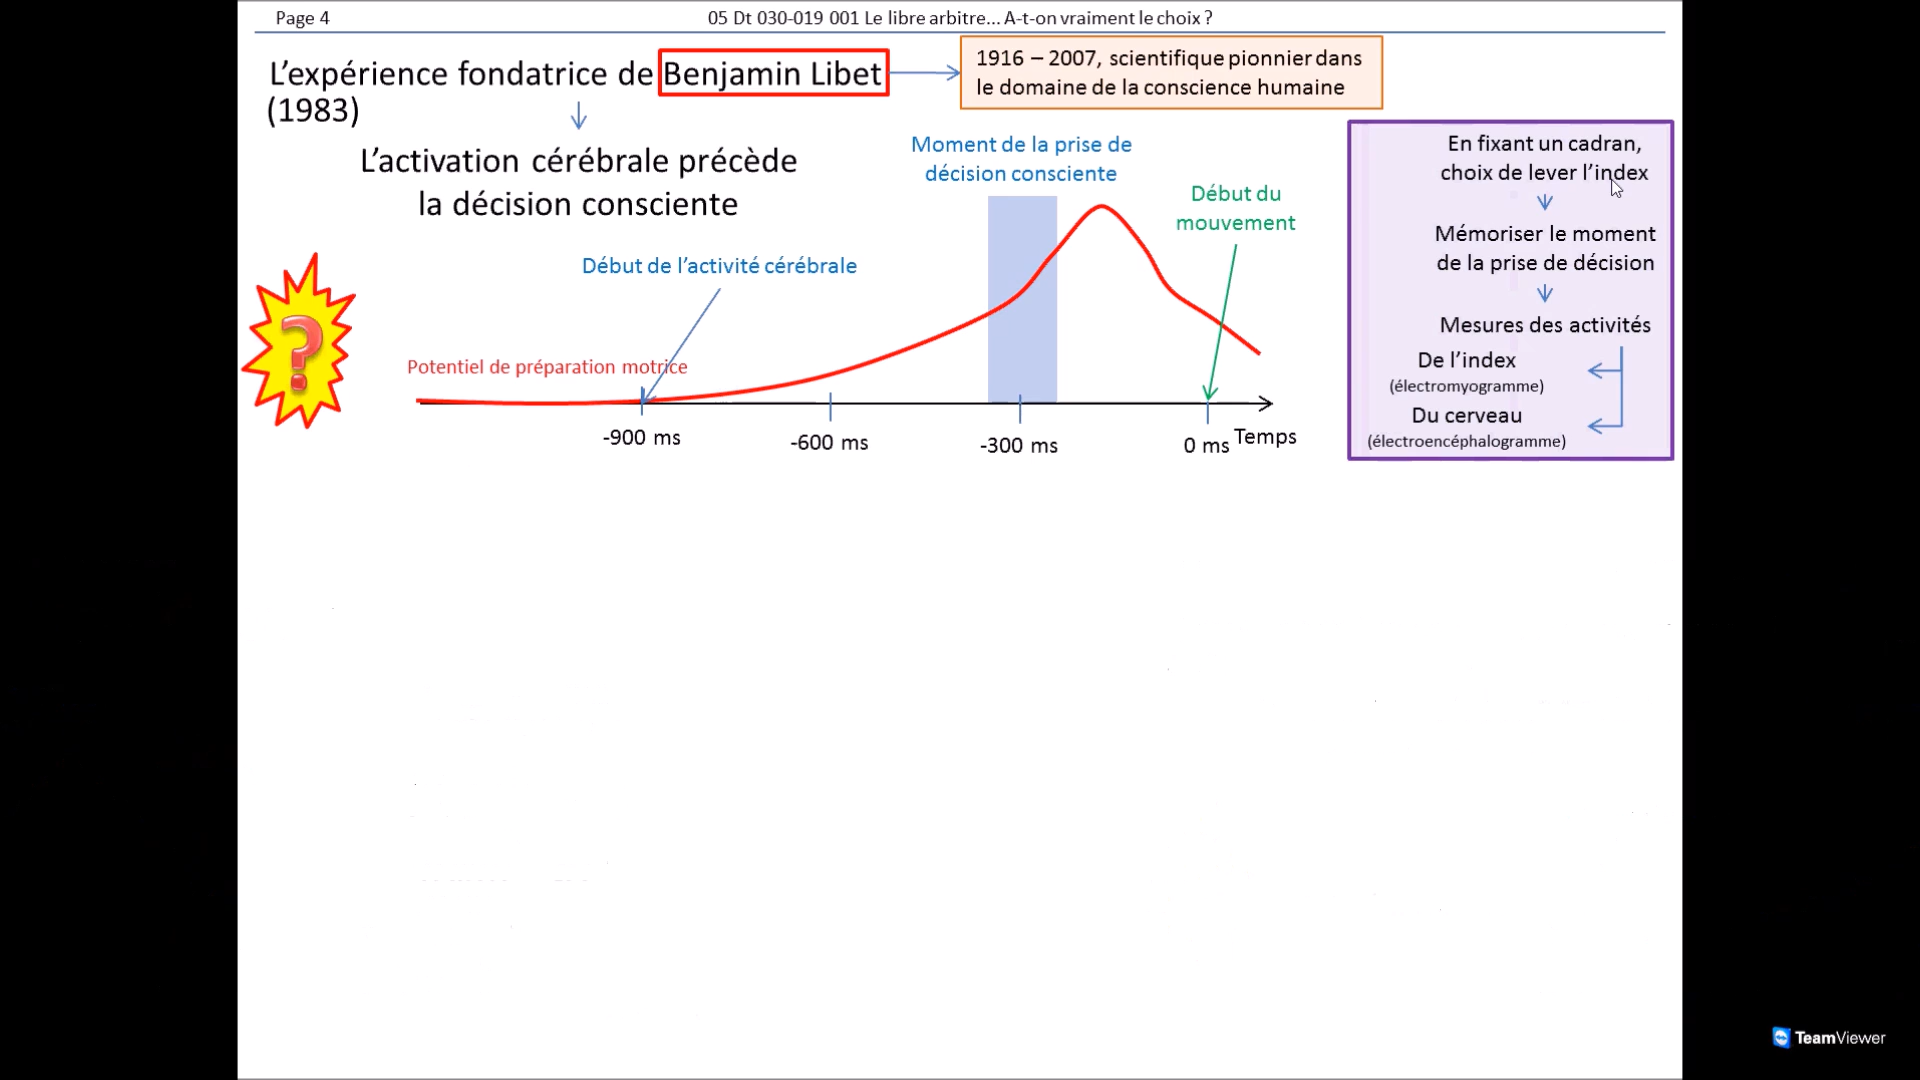 Page 4
05 Dt 030-019 001 Le libre arbitre... A-t-on vraiment le choix ?
L’expérience fondatrice de Benjamin Libet
(1983)
1916 – 2007, scientifique pionnier dans
le domaine de la conscience humaine
L’activation cérébrale précède
la décision consciente
Moment de la prise de
décision consciente
Début du
mouvement
Début de l’activité cérébrale
Potentiel de préparation motrice
-900 ms
-600 ms
-300 ms
0 ms
Temps
?
En fixant un cadran,
choix de lever l’index
Mémoriser le moment
de la prise de décision
Mesures des activités
De l’index
(électromyogramme)
Du cerveau
(électroencéphalogramme)
TeamViewer